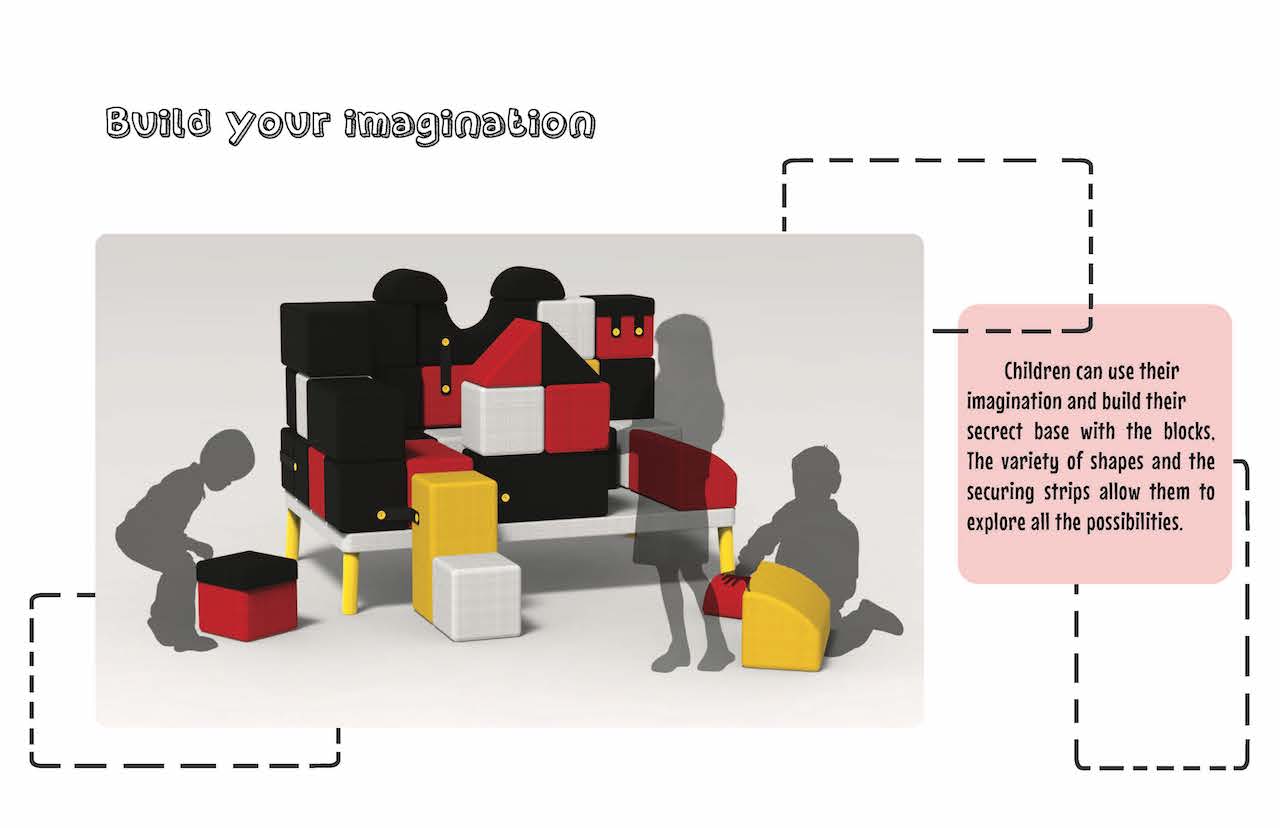 Build your imagination
Children can use their
imagination and build their
secrect base with the blocks.
The variety of shapes and the
securing strips allow them to
explore all the possibilities.